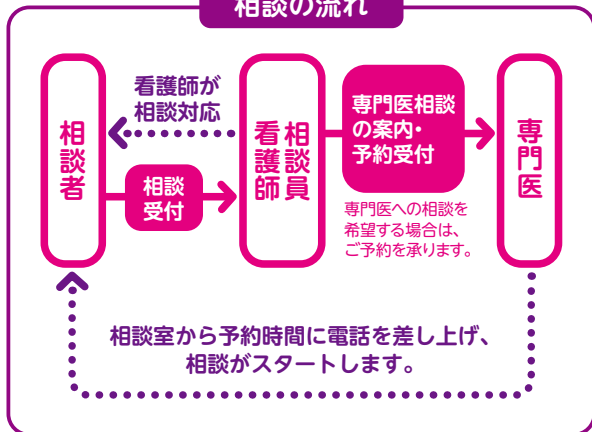 相談の流れ
看護師が
相談対応
相談者
相談
受付
相談員
看護師
専門医相談
の案内・
予約受付
専門医への相談を
希望する場合は、
ご予約を承ります。
専門医
相談室から予約時間に電話を差し上げ、
相談がスタートします。